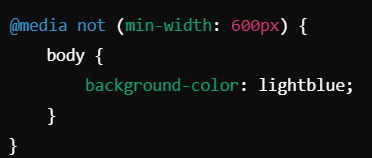 @media not (min-width: 600px) {
    body {
        background-color: lightblue;
    }
}